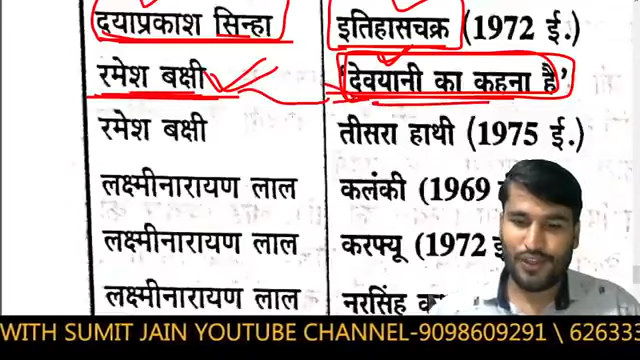 दयाप्रकाश सिन्हा इतिहासचक्र (1972 ई.)
रमेश बक्षी 'देवयानी का कहना है'
रमेश बक्षी तीसरा हाथी (1975 ई.)
लक्ष्मीनारायण लाल कलंकी (1969
लक्ष्मीनारायण लाल करफ्यू (1972
लक्ष्मीनारायण लाल नरसिंह
WITH SUMIT JAIN YOUTUBE CHANNEL-9098609291 \ 626333